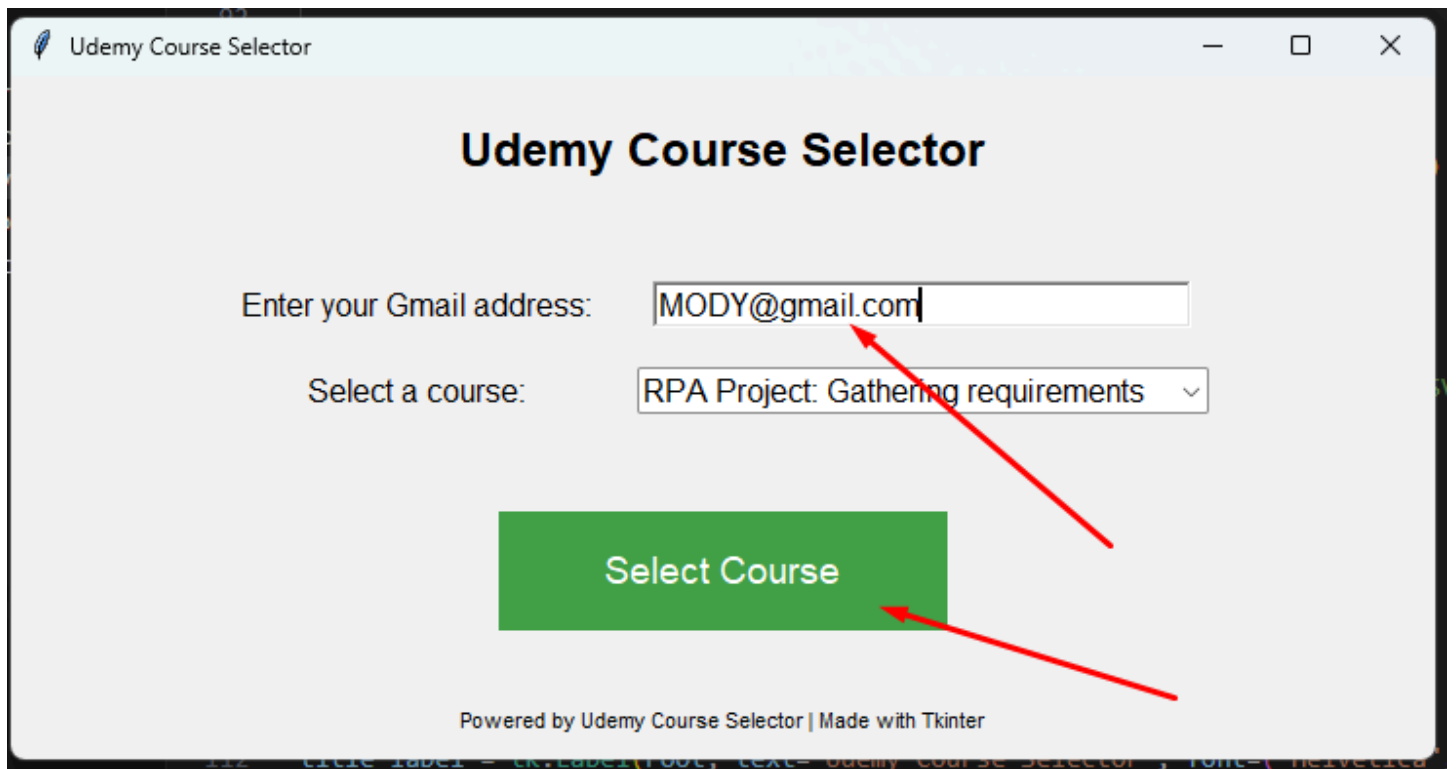 Udemy Course Selector
Udemy Course Selector
Enter your Gmail address: MODY@gmail.com
Select a course: RPA Project: Gathering requirements
Select Course
Powered by Udemy Course Selector | Made with Tkinter